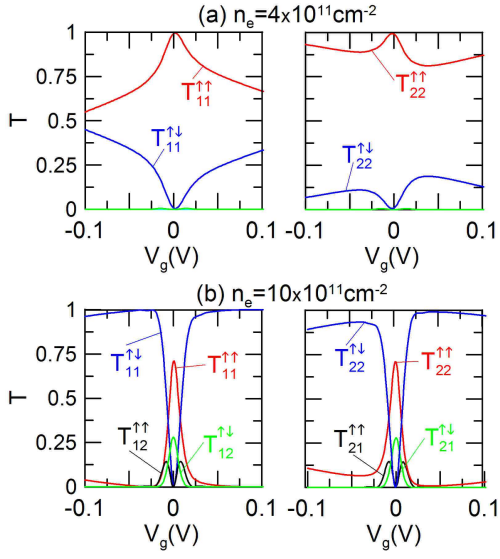 (a) nₑ=4x10¹¹cm⁻²
1
0.75
0.5
0.25
0
T
T₁₁↑↑
T₁₁↑↓
-0.1
0
0.1
V_g(V)
T₂₂↑↑
T₂₂↑↓
-0.1
0
0.1
V_g(V)
(b) nₑ=10x10¹¹cm⁻²
1
0.75
0.5
0.25
0
T
T₁₁↑↓
T₁₁↑↑
T₁₂↑↑
T₁₂↑↓
-0.1
0
0.1
V_g(V)
T₂₂↑↓
T₂₂↑↑
T₂₁↑↑
T₂₁↑↓
-0.1
0
0.1
V_g(V)